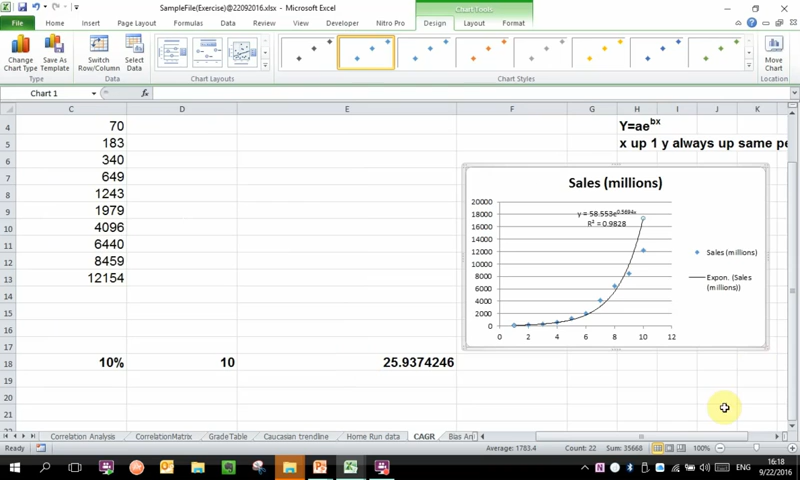 SampleFile(Exercise)@22092016.xlsx - Microsoft Excel
Chart Tools
File Home Insert Page Layout Formulas Data Review View Developer Nitro Pro Design Layout Format
Change Chart Type
Save As Template
Switch Row/Column
Select Data
Move Chart
Type Data Chart Layouts Chart Styles Location
Chart 1 fx
C D E F G H I J K
4 70 Y=ae^bx
5 183 x up 1 y always up same pe
6 340
7 649
8 1243
9 1979
10 4096
11 6440
12 8459
13 12154
14
15
16
17
18 10% 10 25.9374246
19
20
21
Sales (millions)
20000
18000
16000
14000
12000
10000
8000
6000
4000
2000
0
y = 58.553e^0.5694x
R² = 0.9828
0 2 4 6 8 10 12
Sales (millions)
Expon. (Sales (millions))
Correlation Analysis CorrelationMatrix GradeTable Caucasian trendline Home Run data CAGR Bias An
Ready Average: 1783.4 Count: 22 Sum: 35668 100%
ENG 16:18
9/22/2016